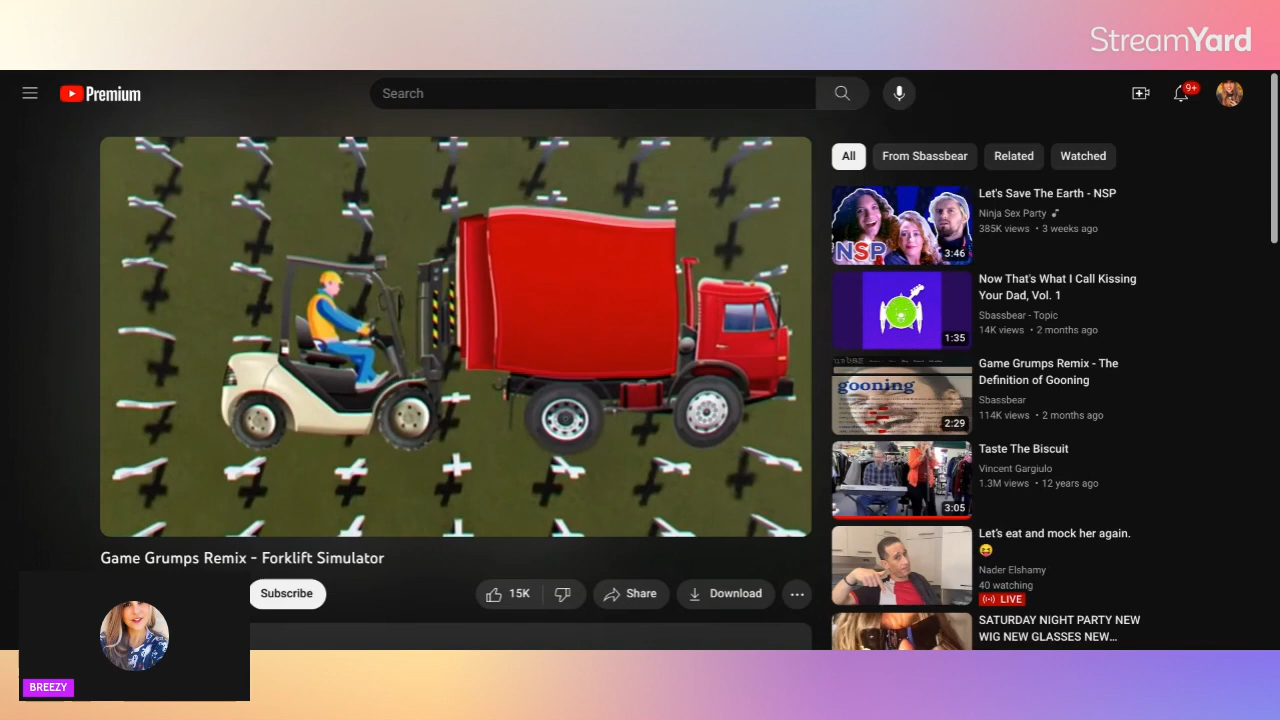 StreamYard
Premium
Search
9+
All
From Sbassbear
Related
Watched
Let's Save The Earth - NSP
Ninja Sex Party
385K views • 3 weeks ago
NSP
3:46
Now That's What I Call Kissing
Your Dad, Vol. 1
Sbassbear - Topic
14K views • 2 months ago
1:35
Game Grumps Remix - The
Definition of Gooning
Sbassbear
114K views • 2 months ago
gooning
2:29
Taste The Biscuit
Vincent Gargiulo
1.3M views • 12 years ago
3:05
Let's eat and mock her again.
😝
Nader Elshamy
40 watching
LIVE
SATURDAY NIGHT PARTY NEW
WIG NEW GLASSES NEW...
Game Grumps Remix - Forklift Simulator
Subscribe
15K
Share
Download
BREEZY